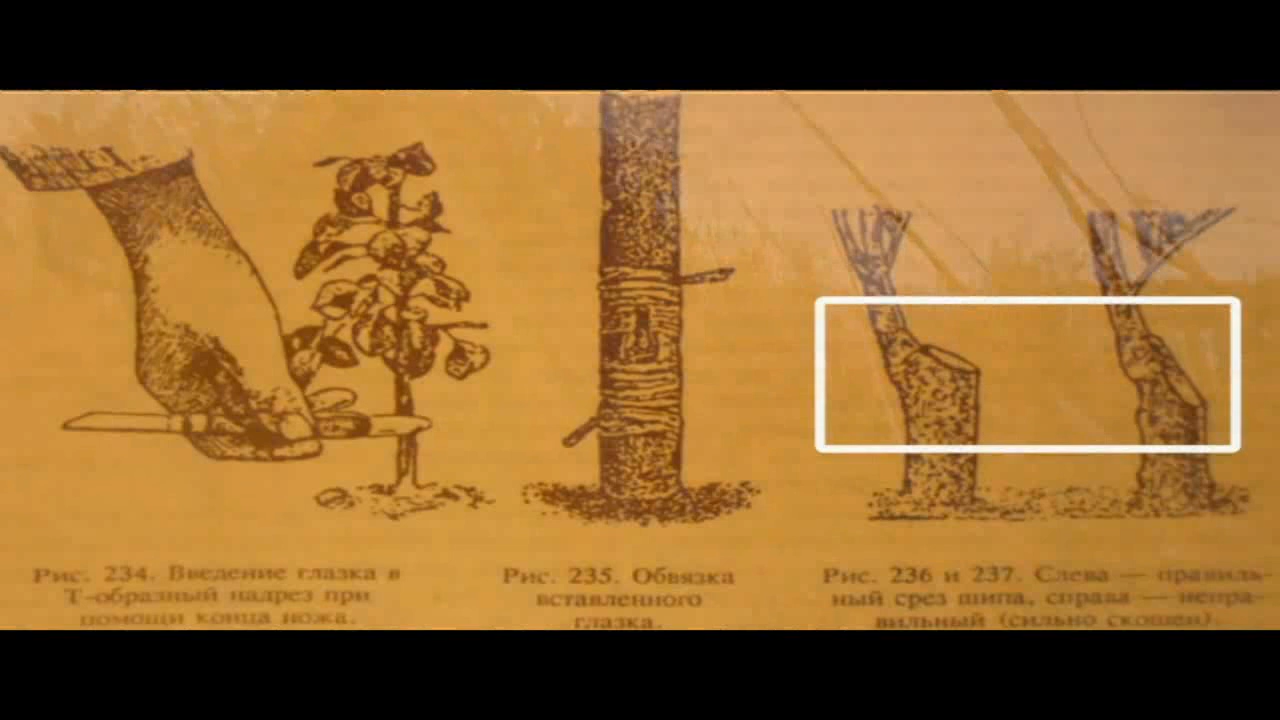 Рис. 234. Введение глазка в
Т-образный надрез при
помощи конца ножа.
Рис. 235. Обвязка
вставленного
глазка.
Рис. 236 и 237. Слева — правиль-
ный срез шипа, справа — непра-
вильный (сильно скошен).